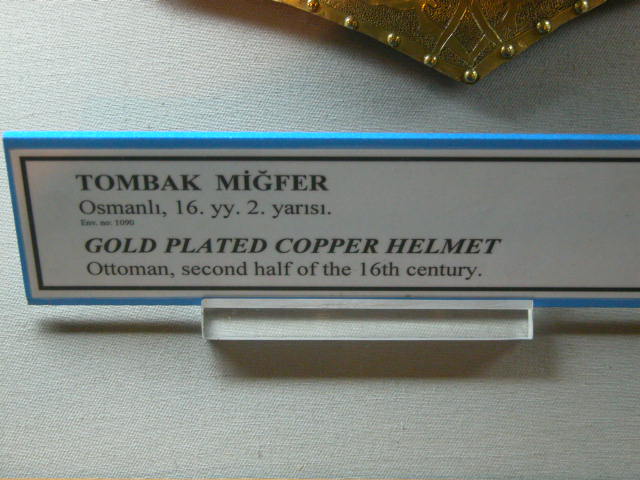 TOMBAK MİĞFER
Osmanlı, 16. yy. 2. yarısı.
Env. no: 1090
GOLD PLATED COPPER HELMET
Ottoman, second half of the 16th century.